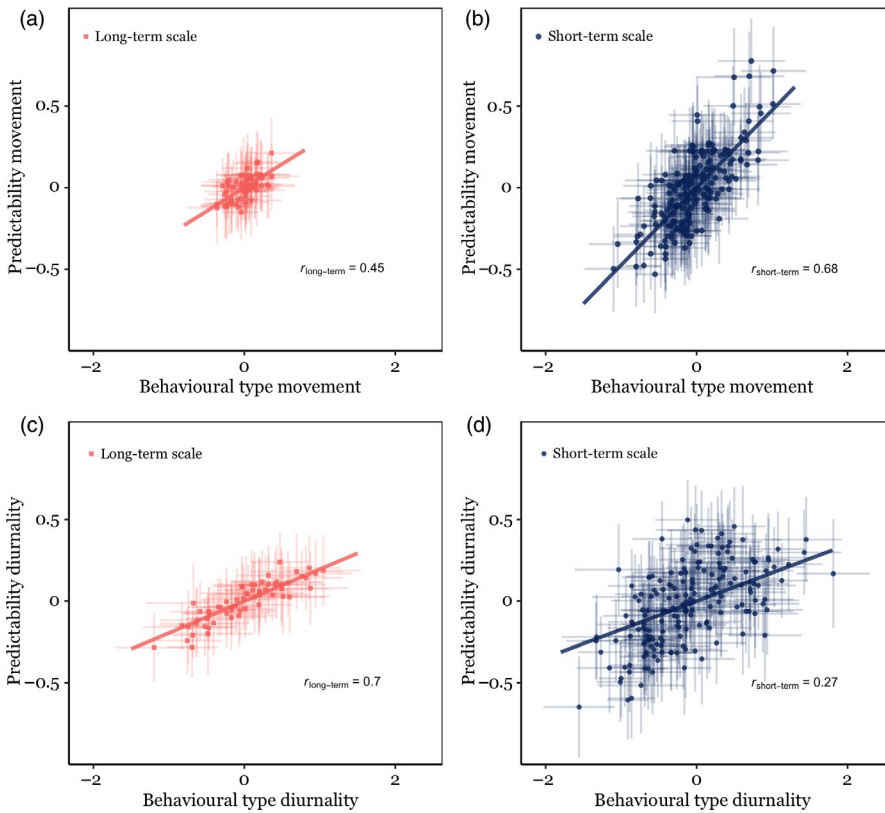 (a)
Long-term scale
Predictability movement
0.5
0
−0.5
r long−term = 0.45
−2
0
2
Behavioural type movement
(b)
Short-term scale
Predictability movement
0.5
0
−0.5
r short−term = 0.68
−2
0
2
Behavioural type movement
(c)
Long-term scale
Predictability diurnality
0.5
0
−0.5
r long−term = 0.7
−2
0
2
Behavioural type diurnality
(d)
Short-term scale
Predictability diurnality
0.5
0
−0.5
r short−term = 0.27
−2
0
2
Behavioural type diurnality